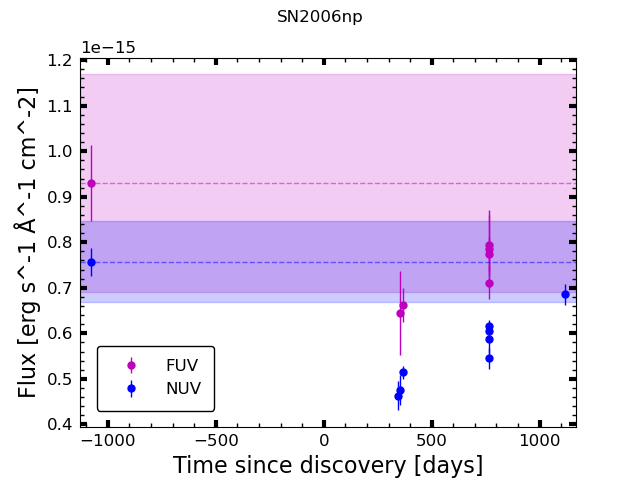 SN2006np
1e−15
1.2
1.1
1.0
0.9
0.8
0.7
0.6
0.5
0.4
Flux [erg s^-1 Å^-1 cm^-2]
FUV
NUV
−1000 −500 0 500 1000
Time since discovery [days]